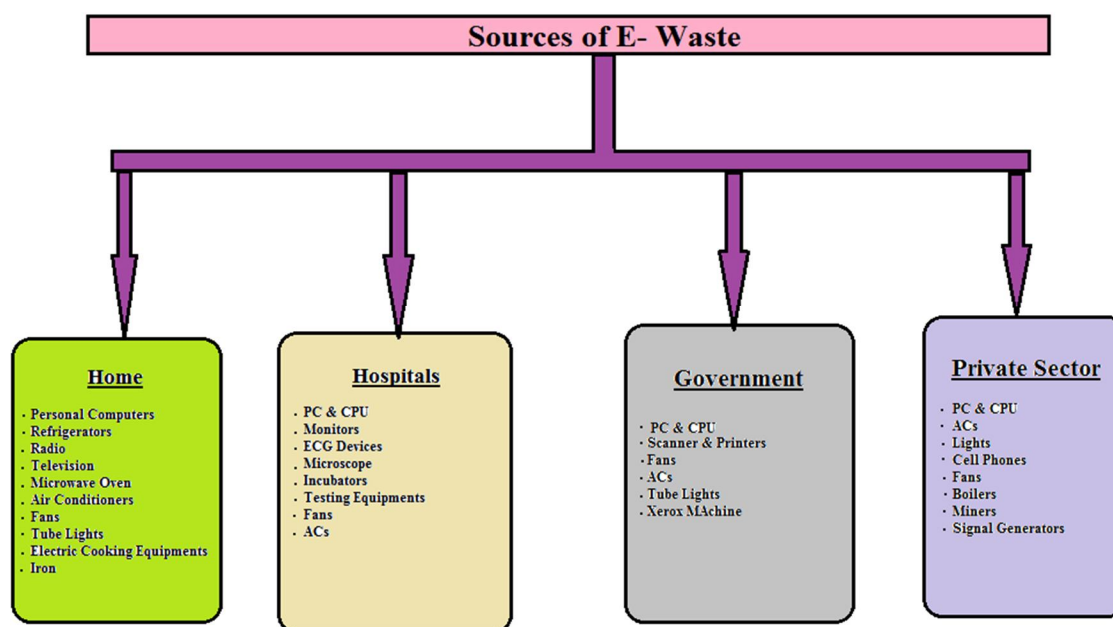 Sources of E- Waste
Home
· Personal Computers
· Refrigerators
· Radio
· Television
· Microwave Oven
· Air Conditioners
· Fans
· Tube Lights
· Electric Cooking Equipments
· Iron
Hospitals
· PC & CPU
· Monitors
· ECG Devices
· Microscope
· Incubators
· Testing Equipments
· Fans
· ACs
Government
· PC & CPU
· Scanner & Printers
· Fans
· ACs
· Tube Lights
· Xerox MAchine
Private Sector
· PC & CPU
· ACs
· Lights
· Cell Phones
· Fans
· Boilers
· Miners
· Signal Generators